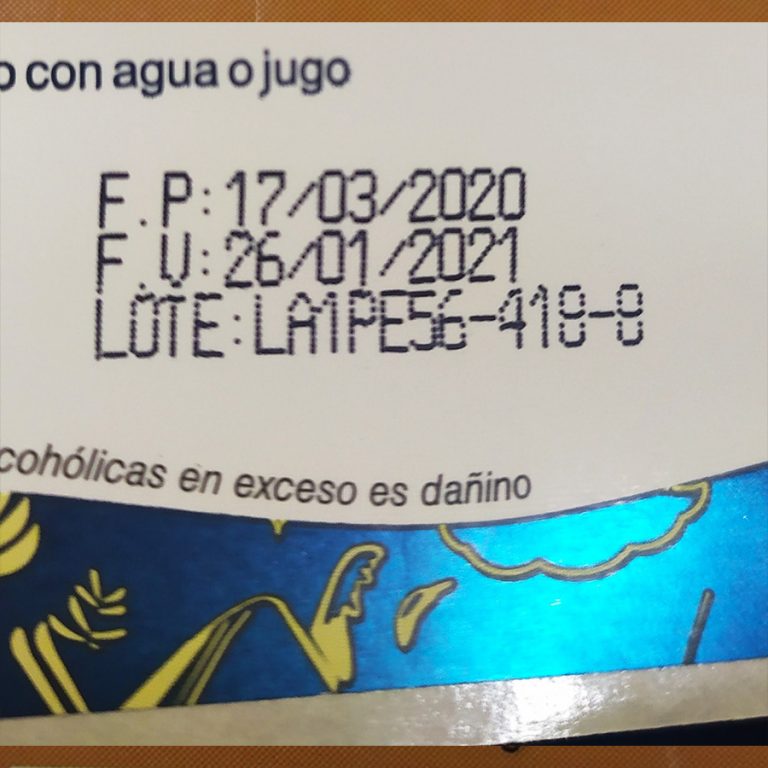 o con agua o jugo
F.P:17/03/2020
F.V:26/01/2021
LOTE:LA1PE56-418-8
cohólicas en exceso es dañino